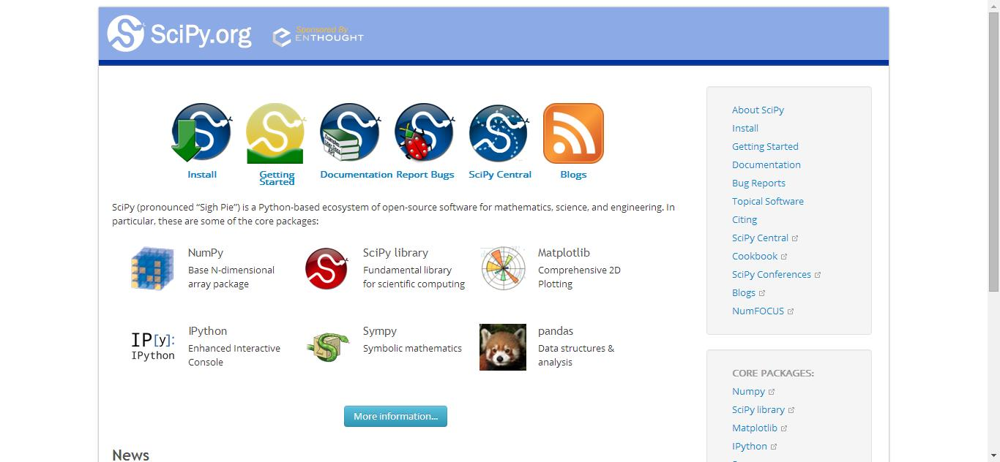 SciPy.org
Sponsored By
ENTHOUGHT
Install
Getting
Started
Documentation
Report Bugs
SciPy Central
Blogs
SciPy (pronounced “Sigh Pie”) is a Python-based ecosystem of open-source software for mathematics, science, and engineering. In
particular, these are some of the core packages:
NumPy
Base N-dimensional
array package
SciPy library
Fundamental library
for scientific computing
Matplotlib
Comprehensive 2D
Plotting
IP[y]:
IPython
IPython
Enhanced Interactive
Console
Sympy
Symbolic mathematics
pandas
Data structures &
analysis
More information...
News
About SciPy
Install
Getting Started
Documentation
Bug Reports
Topical Software
Citing
SciPy Central
Cookbook
SciPy Conferences
Blogs
NumFOCUS
CORE PACKAGES:
Numpy
SciPy library
Matplotlib
IPython